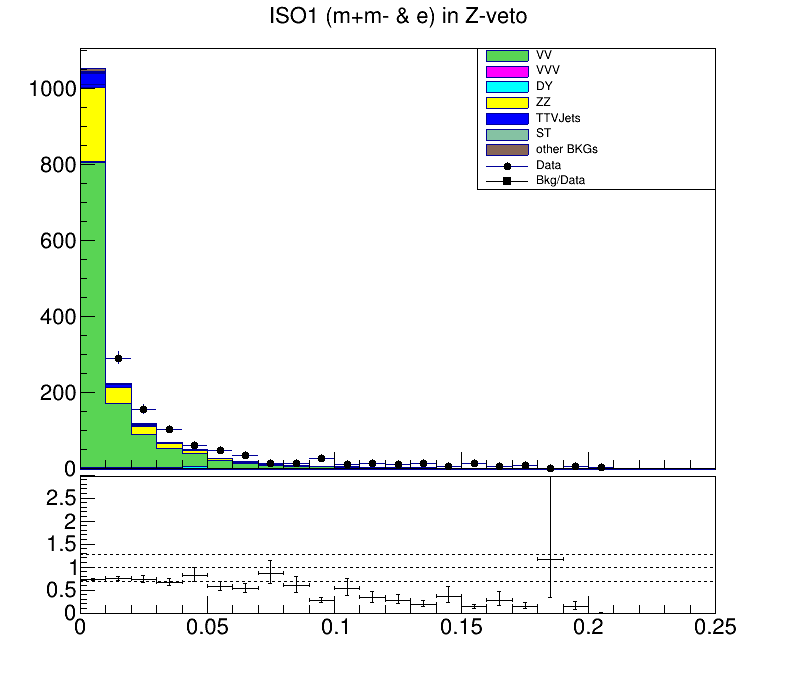 ISO1 (m+m- & e) in Z-veto
VV
VVV
DY
ZZ
TTVJets
ST
other BKGs
Data
Bkg/Data
1000
800
600
400
200
0
2.5
2
1.5
1
0.5
0
0 0.05 0.1 0.15 0.2 0.25